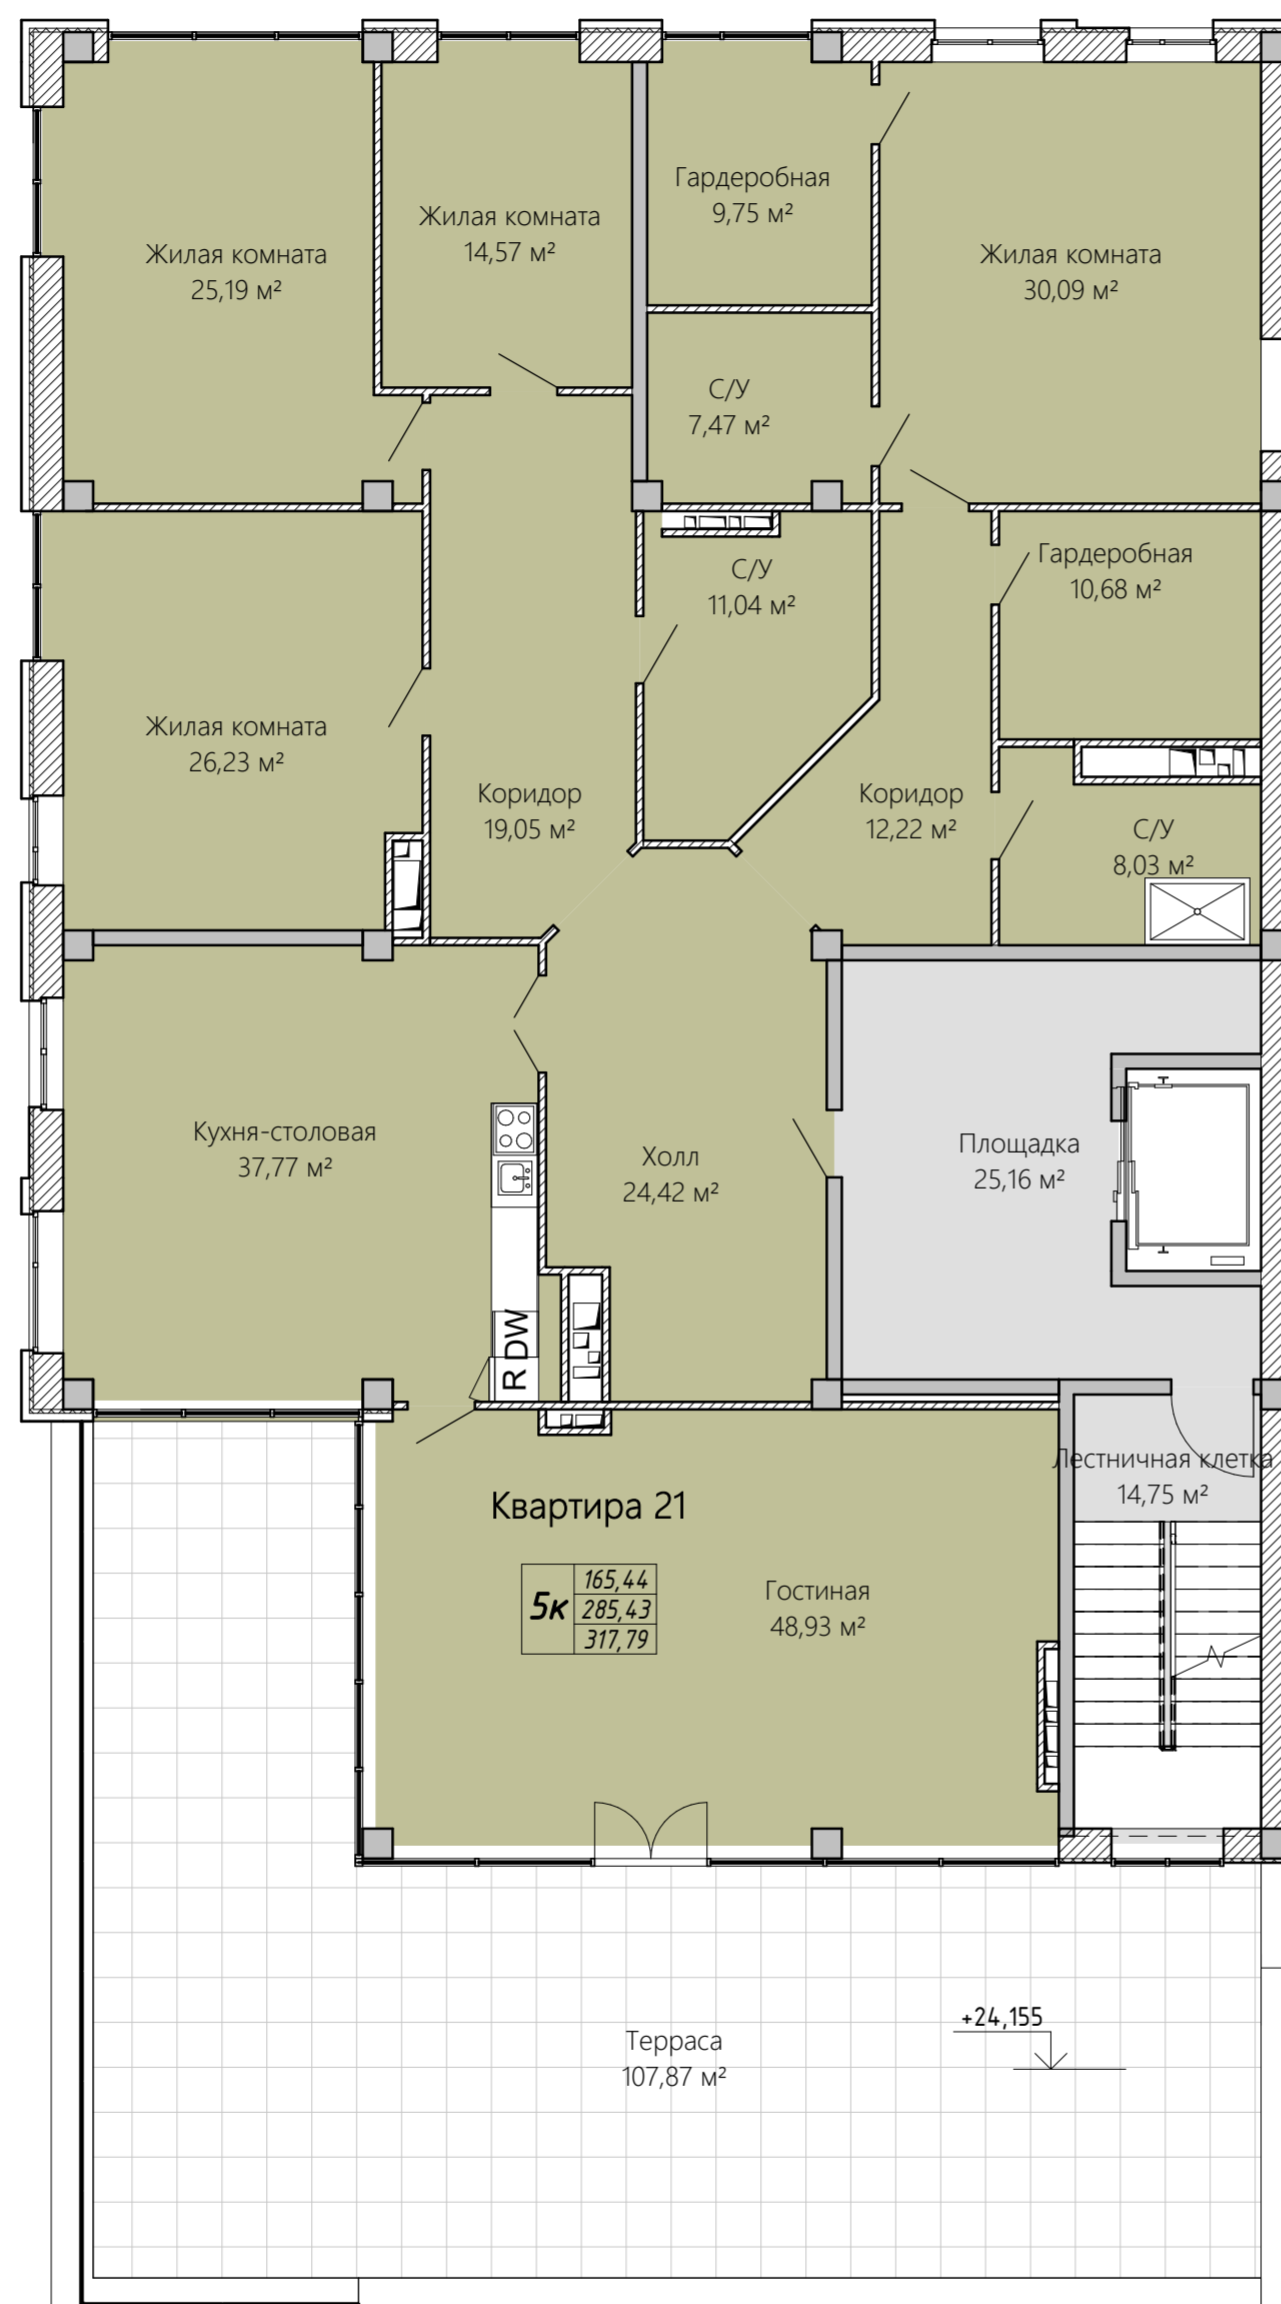 Гардеробная
9,75 м²
Жилая комната
14,57 м²
Жилая комната
25,19 м²
Жилая комната
30,09 м²
С/У
7,47 м²
Гардеробная
10,68 м²
С/У
11,04 м²
Жилая комната
26,23 м²
Коридор
19,05 м²
Коридор
12,22 м²
С/У
8,03 м²
Кухня-столовая
37,77 м²
Холл
24,42 м²
Площадка
25,16 м²
R DW
Лестничная клетка
14,75 м²
Квартира 21
5к
165,44
285,43
317,79
Гостиная
48,93 м²
+24,155
Терраса
107,87 м²